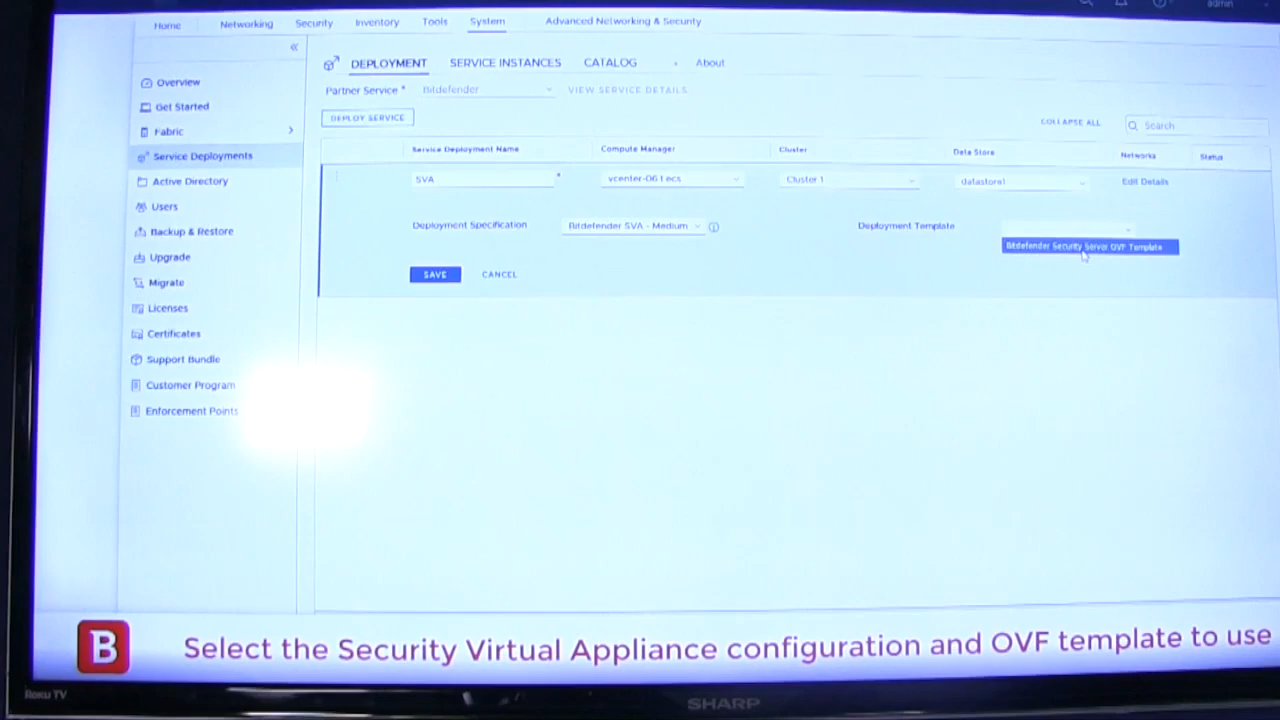 admin
Home Networking Security Inventory Tools System Advanced Networking & Security
«
DEPLOYMENT SERVICE INSTANCES CATALOG About
Partner Service * Bitdefender VIEW SERVICE DETAILS
DEPLOY SERVICE
COLLAPSE ALL Search
Service Deployment Name Compute Manager Cluster Data Store Networks Status
SVA * Cluster 1 datastore1 Edit Details
Deployment Specification Bitdefender SVA - Medium Deployment Template
Bitdefender Security Server OVF Template
SAVE CANCEL
Overview
Get Started
Fabric
Service Deployments
Active Directory
Users
Backup & Restore
Upgrade
Migrate
Licenses
Certificates
Support Bundle
Customer Program
Enforcement Points
B Select the Security Virtual Appliance configuration and OVF template to use
Roku TV
SHARP